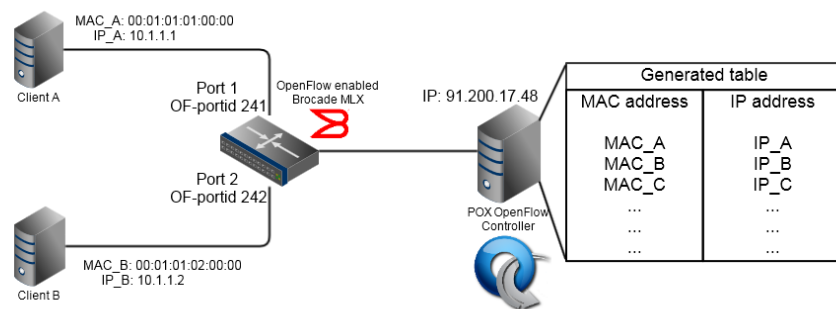 MAC_A: 00:01:01:01:00:00
IP_A: 10.1.1.1
Client A
Port 1
OF-portid 241
OpenFlow enabled
Brocade MLX
IP: 91.200.17.48
Port 2
OF-portid 242
MAC_B: 00:01:01:02:00:00
IP_B: 10.1.1.2
Client B
POX OpenFlow
Controller
Generated table
MAC address IP address
MAC_A IP_A
MAC_B IP_B
MAC_C IP_C
... ...
... ...
... ...